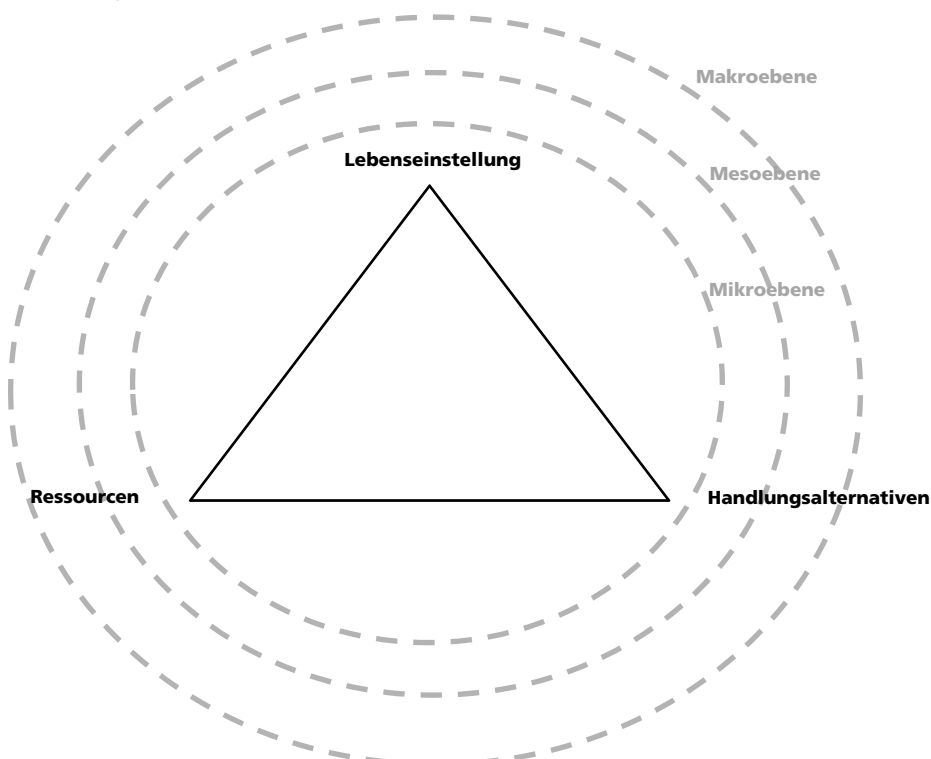 Makroebene
Lebenseinstellung
Mesoebene
Mikroebene
Ressourcen
Handlungsalternativen